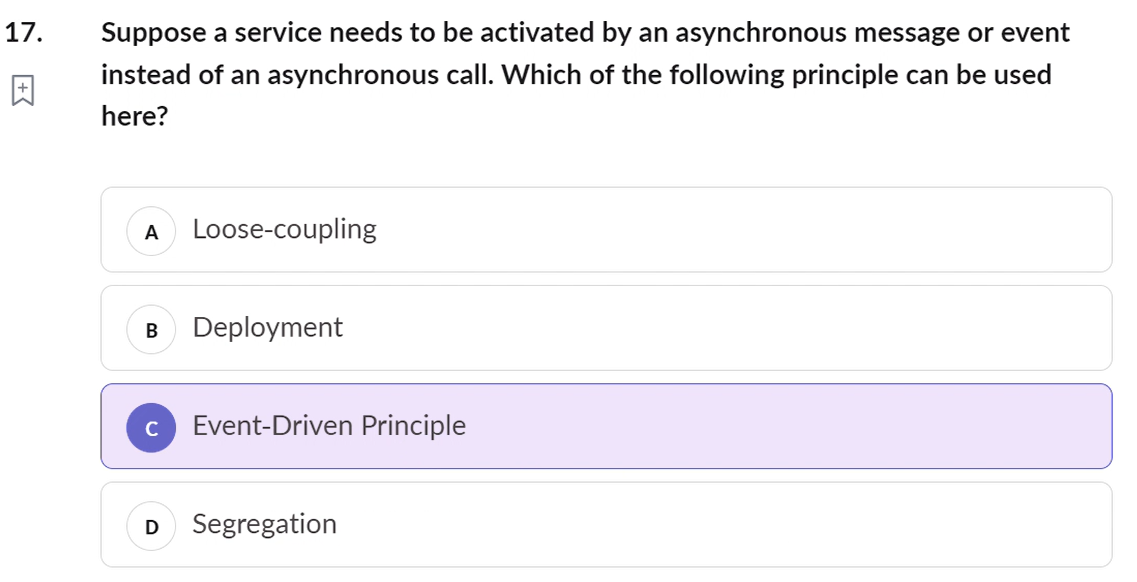 17. Suppose a service needs to be activated by an asynchronous message or event
instead of an asynchronous call. Which of the following principle can be used
here?
A Loose-coupling
B Deployment
C Event-Driven Principle
D Segregation